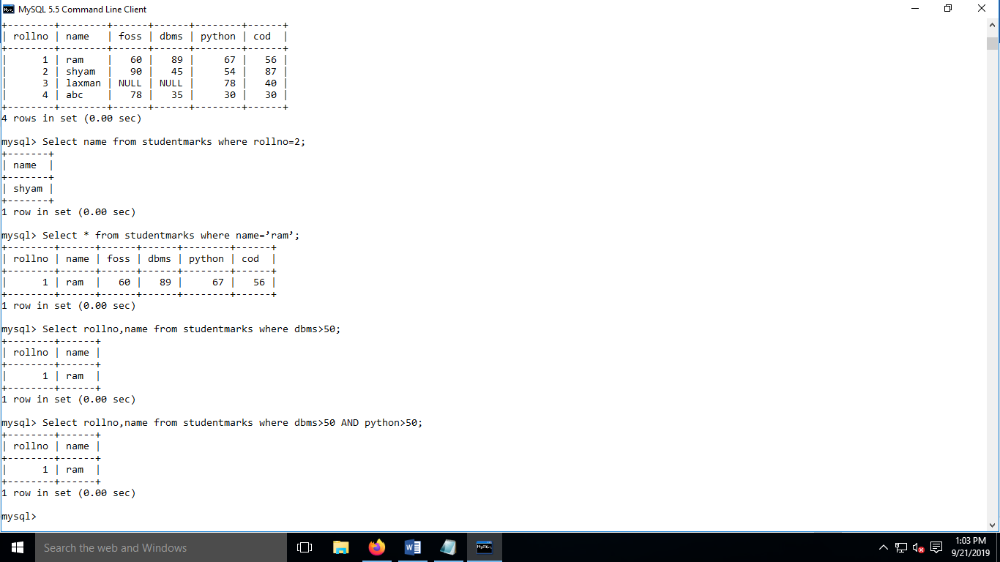 MySQL 5.5 Command Line Client
+--------+--------+------+------+--------+------+
| rollno | name   | foss | dbms | python | cod  |
+--------+--------+------+------+--------+------+
|      1 | ram    |   60 |   89 |     67 |   56 |
|      2 | shyam  |   90 |   45 |     54 |   87 |
|      3 | laxman | NULL | NULL |     78 |   40 |
|      4 | abc    |   78 |   35 |     30 |   30 |
+--------+--------+------+------+--------+------+
4 rows in set (0.00 sec)
mysql> Select name from studentmarks where rollno=2;
+-------+
| name  |
+-------+
| shyam |
+-------+
1 row in set (0.00 sec)
mysql> Select * from studentmarks where name=’ram’;
+--------+------+------+------+--------+------+
| rollno | name | foss | dbms | python | cod  |
+--------+------+------+------+--------+------+
|      1 | ram  |   60 |   89 |     67 |   56 |
+--------+------+------+------+--------+------+
1 row in set (0.00 sec)
mysql> Select rollno,name from studentmarks where dbms>50;
+--------+------+
| rollno | name |
+--------+------+
|      1 | ram  |
+--------+------+
1 row in set (0.00 sec)
mysql> Select rollno,name from studentmarks where dbms>50 AND python>50;
+--------+------+
| rollno | name |
+--------+------+
|      1 | ram  |
+--------+------+
1 row in set (0.00 sec)
mysql>
Search the web and Windows
1:03 PM
9/21/2019